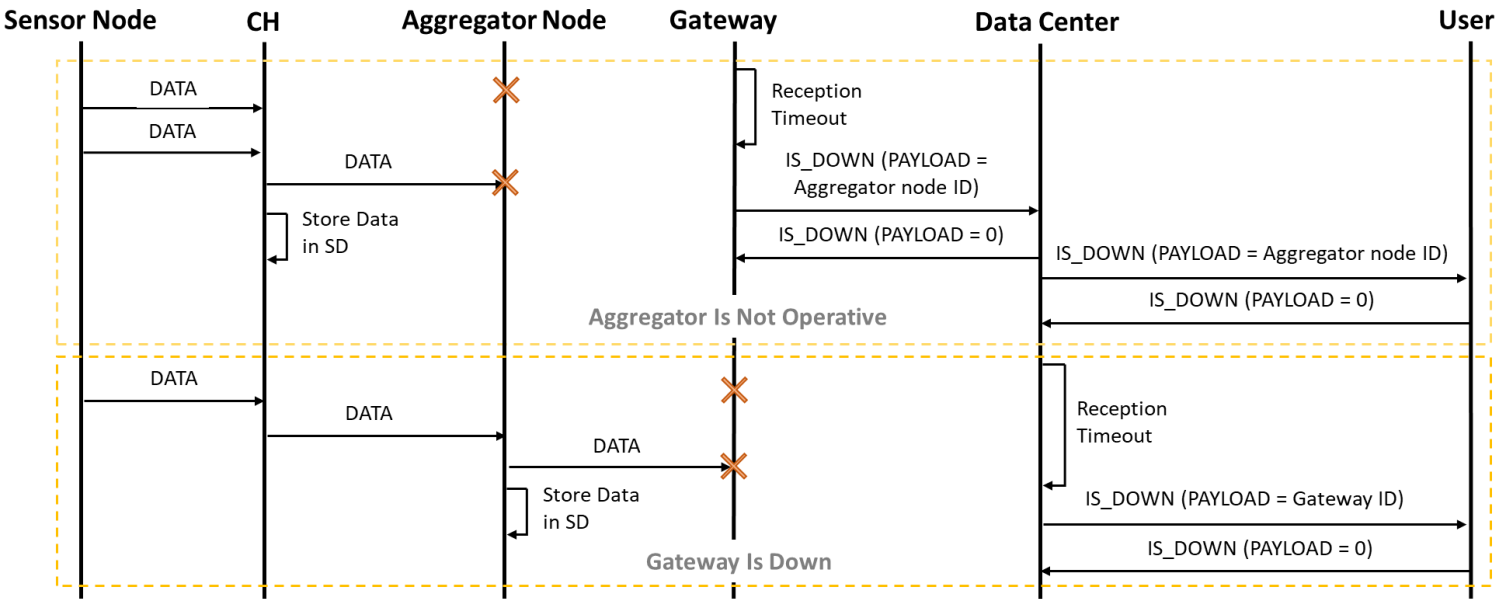 Sensor Node
CH
Aggregator Node
Gateway
Data Center
User
DATA
DATA
DATA
Store Data
in SD
Reception
Timeout
IS_DOWN (PAYLOAD =
Aggregator node ID)
IS_DOWN (PAYLOAD = 0)
IS_DOWN (PAYLOAD = Aggregator node ID)
IS_DOWN (PAYLOAD = 0)
Aggregator Is Not Operative
DATA
DATA
DATA
Store Data
in SD
Reception
Timeout
IS_DOWN (PAYLOAD = Gateway ID)
IS_DOWN (PAYLOAD = 0)
Gateway Is Down